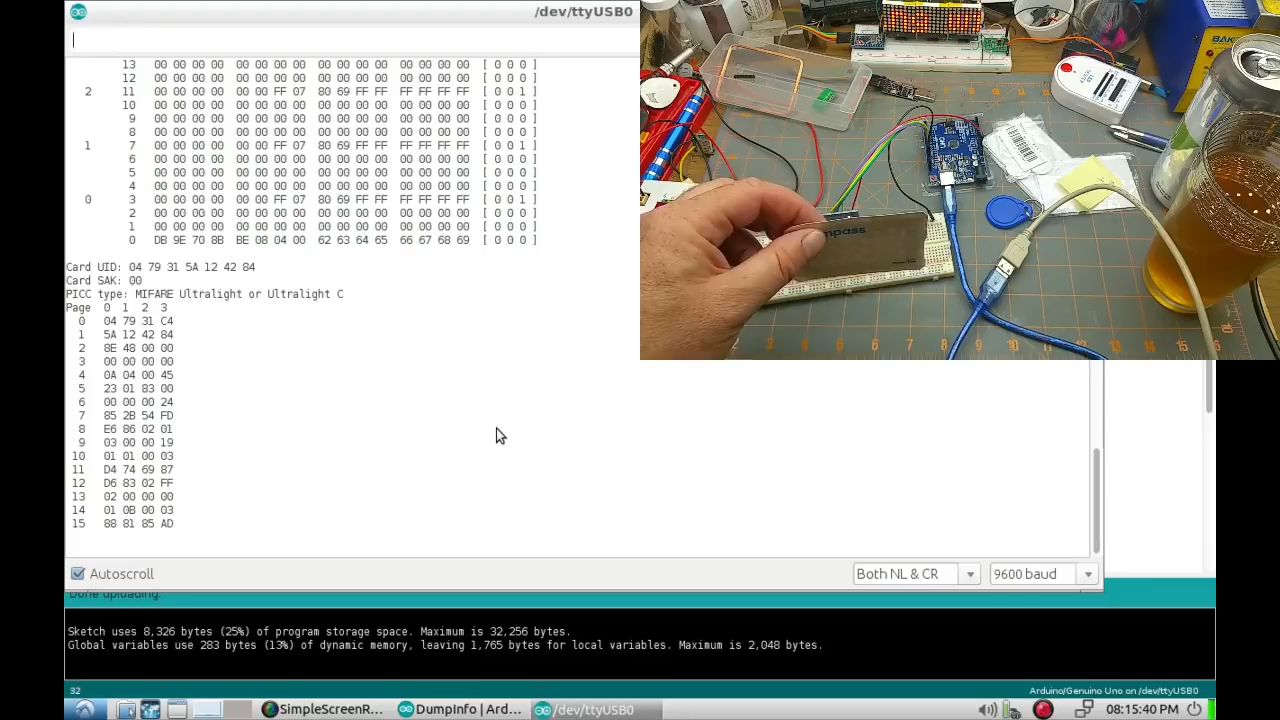 /dev/ttyUSB0
13 00 00 00 00 00 00 00 00 00 00 00 00 00 00 00 00 [ 0 0 0 ]
12 00 00 00 00 00 00 00 00 00 00 00 00 00 00 00 00 [ 0 0 0 ]
2 11 00 00 00 00 00 00 FF 07 80 69 FF FF FF FF FF FF [ 0 0 1 ]
10 00 00 00 00 00 00 00 00 00 00 00 00 00 00 00 00 [ 0 0 0 ]
9 00 00 00 00 00 00 00 00 00 00 00 00 00 00 00 00 [ 0 0 0 ]
8 00 00 00 00 00 00 00 00 00 00 00 00 00 00 00 00 [ 0 0 0 ]
1 7 00 00 00 00 00 00 FF 07 80 69 FF FF FF FF FF FF [ 0 0 1 ]
6 00 00 00 00 00 00 00 00 00 00 00 00 00 00 00 00 [ 0 0 0 ]
5 00 00 00 00 00 00 00 00 00 00 00 00 00 00 00 00 [ 0 0 0 ]
4 00 00 00 00 00 00 00 00 00 00 00 00 00 00 00 00 [ 0 0 0 ]
0 3 00 00 00 00 00 00 FF 07 80 69 FF FF FF FF FF FF [ 0 0 1 ]
2 00 00 00 00 00 00 00 00 00 00 00 00 00 00 00 00 [ 0 0 0 ]
1 00 00 00 00 00 00 00 00 00 00 00 00 00 00 00 00 [ 0 0 0 ]
0 DB 9E 70 8B BE 08 04 00 62 63 64 65 66 67 68 69 [ 0 0 0 ]
Card UID: 04 79 31 5A 12 42 84
Card SAK: 00
PICC type: MIFARE Ultralight or Ultralight C
Page 0 1 2 3
0 04 79 31 C4
1 5A 12 42 84
2 8E 48 00 00
3 00 00 00 00
4 0A 04 00 45
5 23 01 83 00
6 00 00 00 24
7 85 2B 54 FD
8 E6 86 02 01
9 03 00 00 19
10 01 01 00 03
11 D4 74 69 87
12 D6 83 02 FF
13 02 00 00 00
14 01 0B 00 03
15 88 81 85 AD
mpass
3 4 5 6 7 8 9 10 11 12 13 14 15 16
Autoscroll
Both NL & CR
9600 baud
Done uploading.
Sketch uses 8,326 bytes (25%) of program storage space. Maximum is 32,256 bytes.
Global variables use 283 bytes (13%) of dynamic memory, leaving 1,765 bytes for local variables. Maximum is 2,048 bytes.
32
Arduino/Genuino Uno on /dev/ttyUSB0
SimpleScreenR...
DumpInfo | Ard...
/dev/ttyUSB0
08:15:40 PM